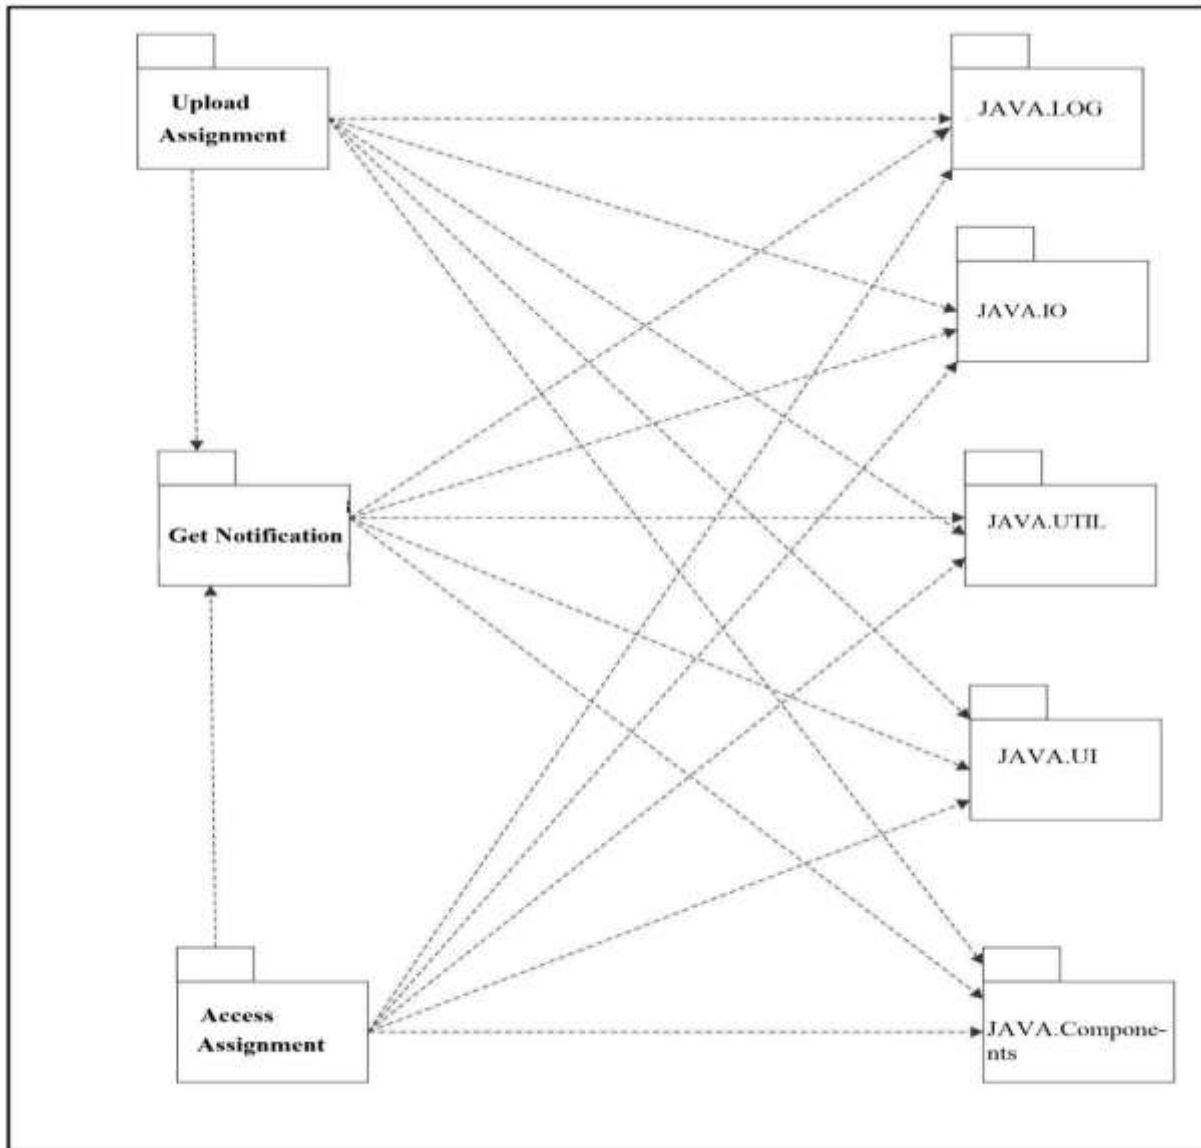 Upload
Assignment
JAVA.LOG
JAVA.IO
Get Notification
JAVA.UTIL
JAVA.UI
Access
Assignment
JAVA.Compone-
nts